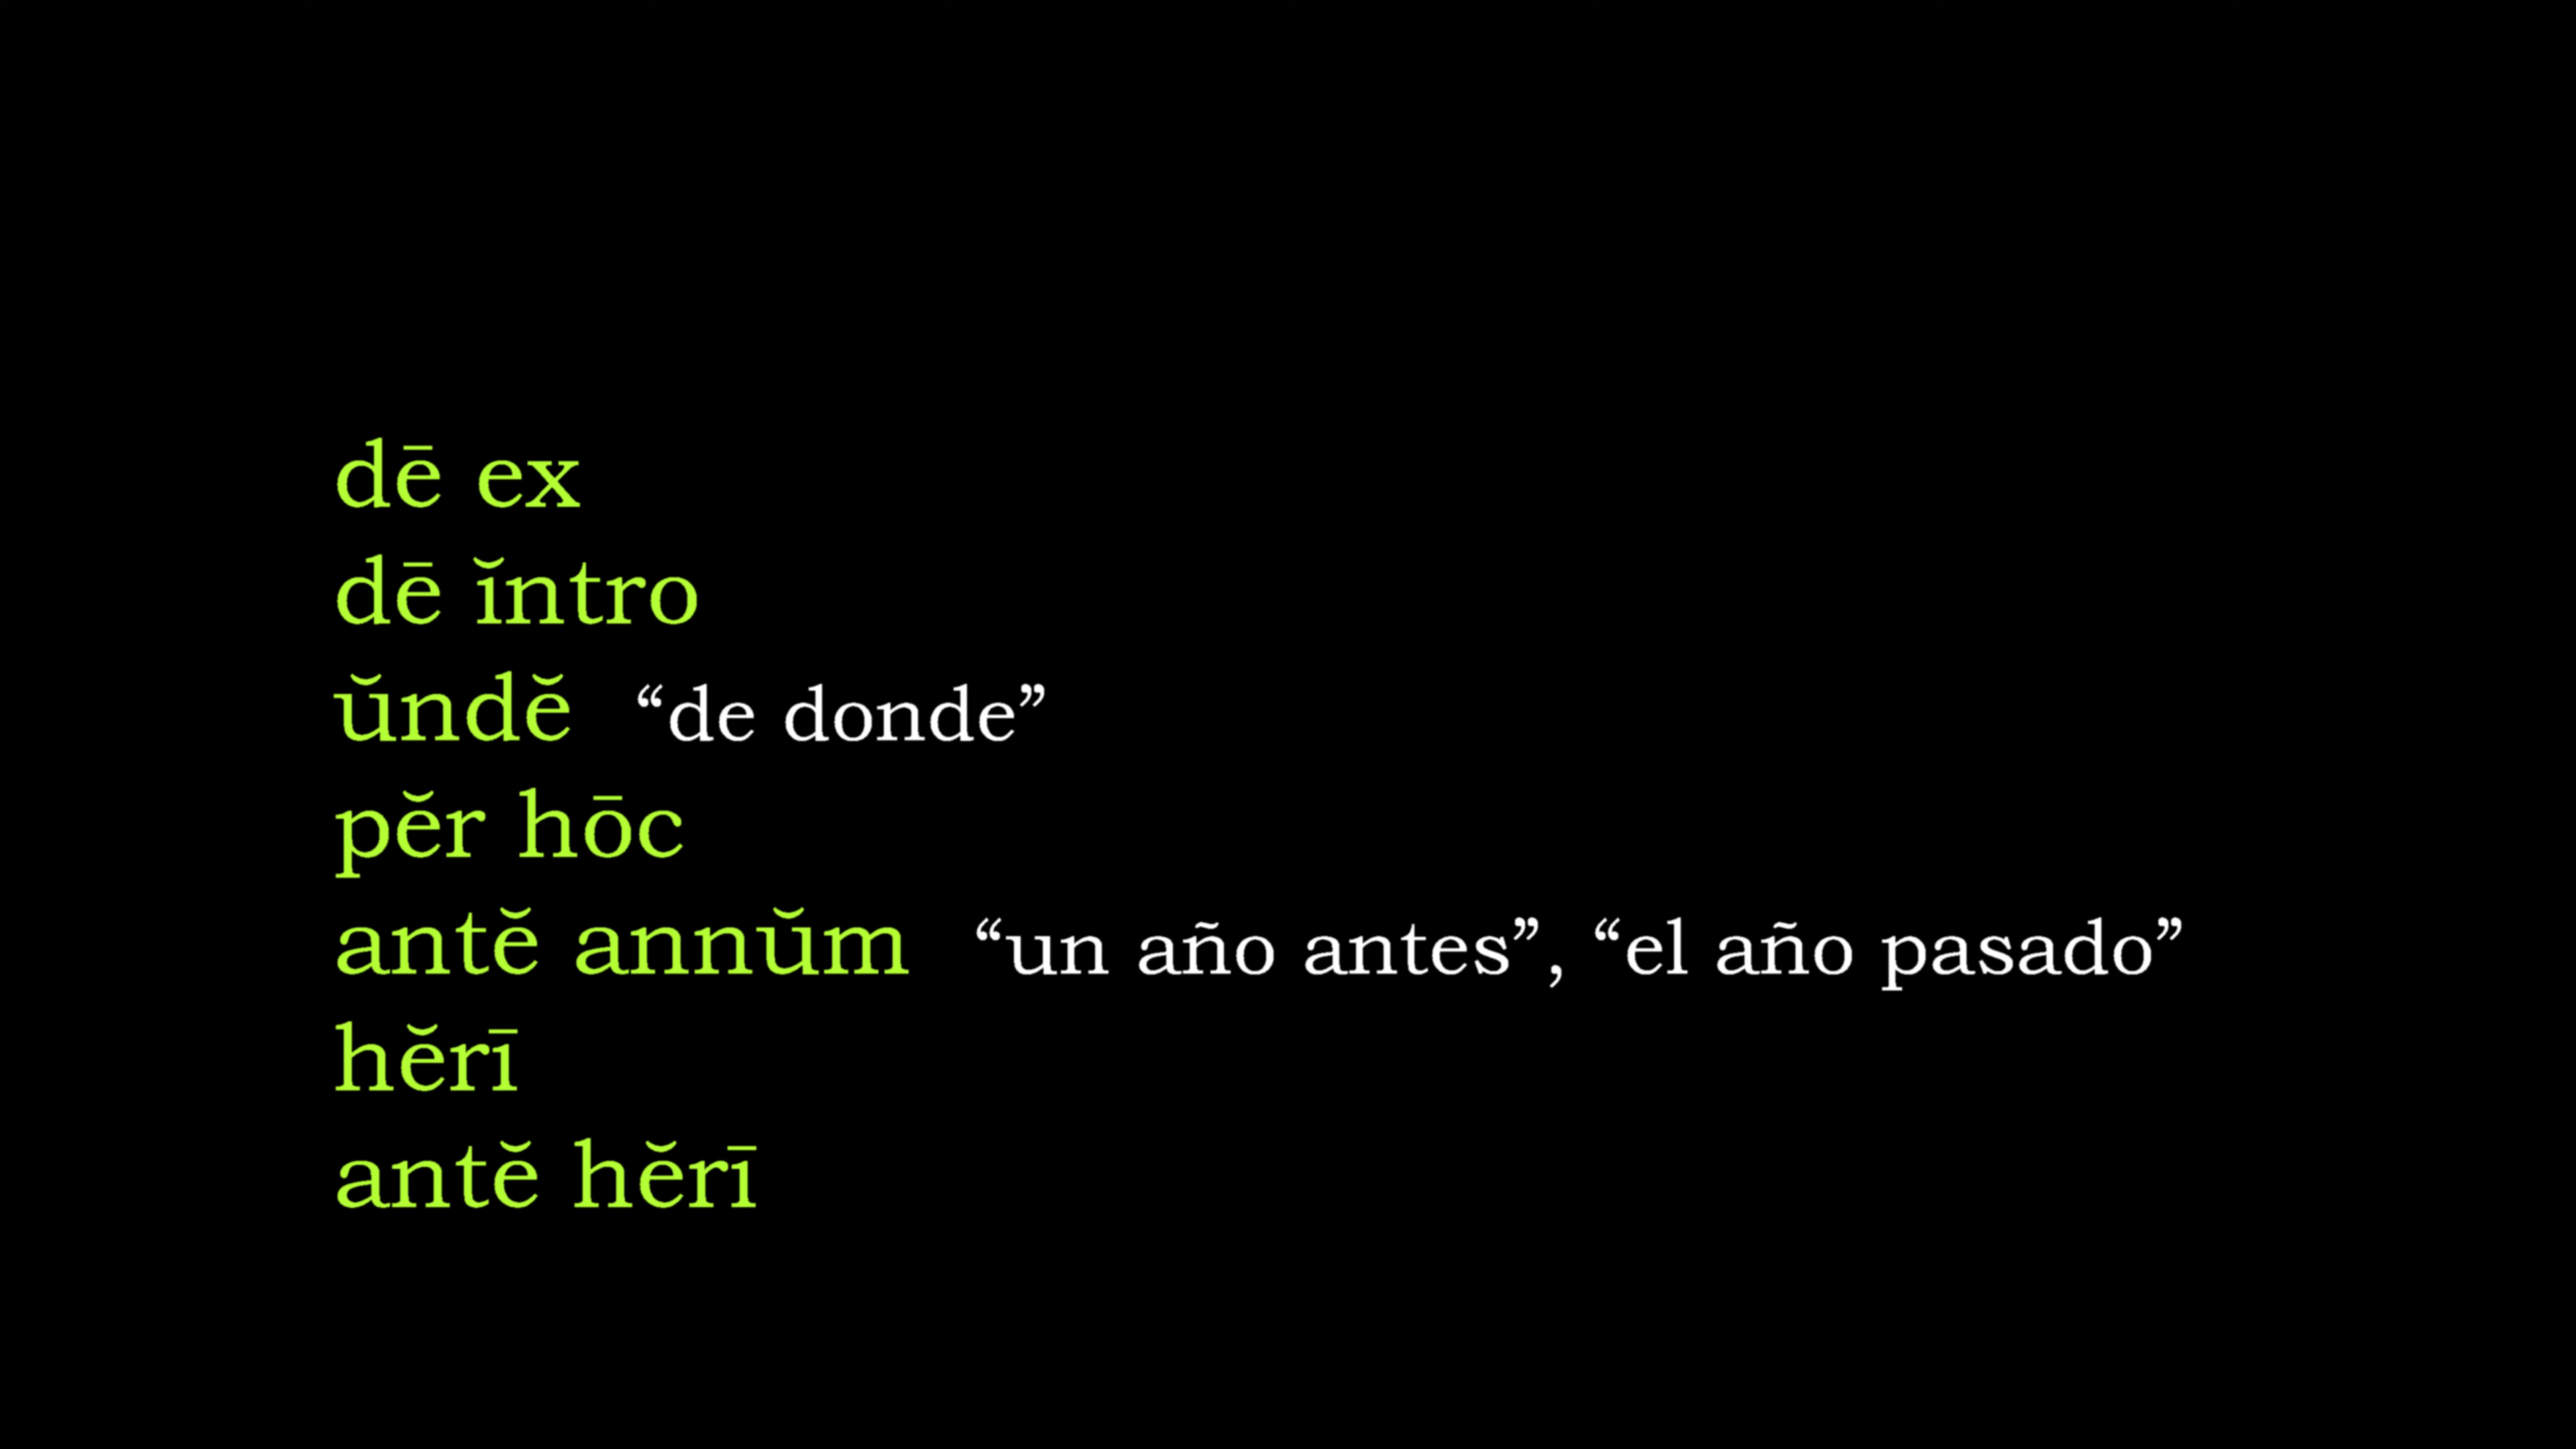 dē ex
dē ĭntro
ŭndĕ “de donde”
pĕr hōc
antĕ annŭm “un año antes”, “el año pasado”
hĕrī
antĕ hĕrī